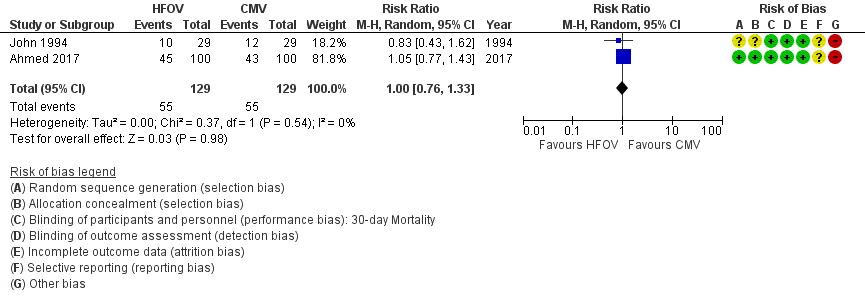 HFOV CMV Risk Ratio Risk Ratio Risk of Bias
Study or Subgroup Events Total Events Total Weight M-H, Random, 95% CI Year M-H, Random, 95% CI A B C D E F G
John 1994 10 29 12 29 18.2% 0.83 [0.43, 1.62] 1994 ? ? + + + ? -
Ahmed 2017 45 100 43 100 81.8% 1.05 [0.77, 1.43] 2017 + + + + + ? -
Total (95% CI) 129 129 100.0% 1.00 [0.76, 1.33]
Total events 55 55
Heterogeneity: Tau² = 0.00; Chi² = 0.37, df = 1 (P = 0.54); I² = 0%
Test for overall effect: Z = 0.03 (P = 0.98)
0.01 0.1 1 10 100
Favours HFOV Favours CMV
Risk of bias legend
(A) Random sequence generation (selection bias)
(B) Allocation concealment (selection bias)
(C) Blinding of participants and personnel (performance bias): 30-day Mortality
(D) Blinding of outcome assessment (detection bias)
(E) Incomplete outcome data (attrition bias)
(F) Selective reporting (reporting bias)
(G) Other bias